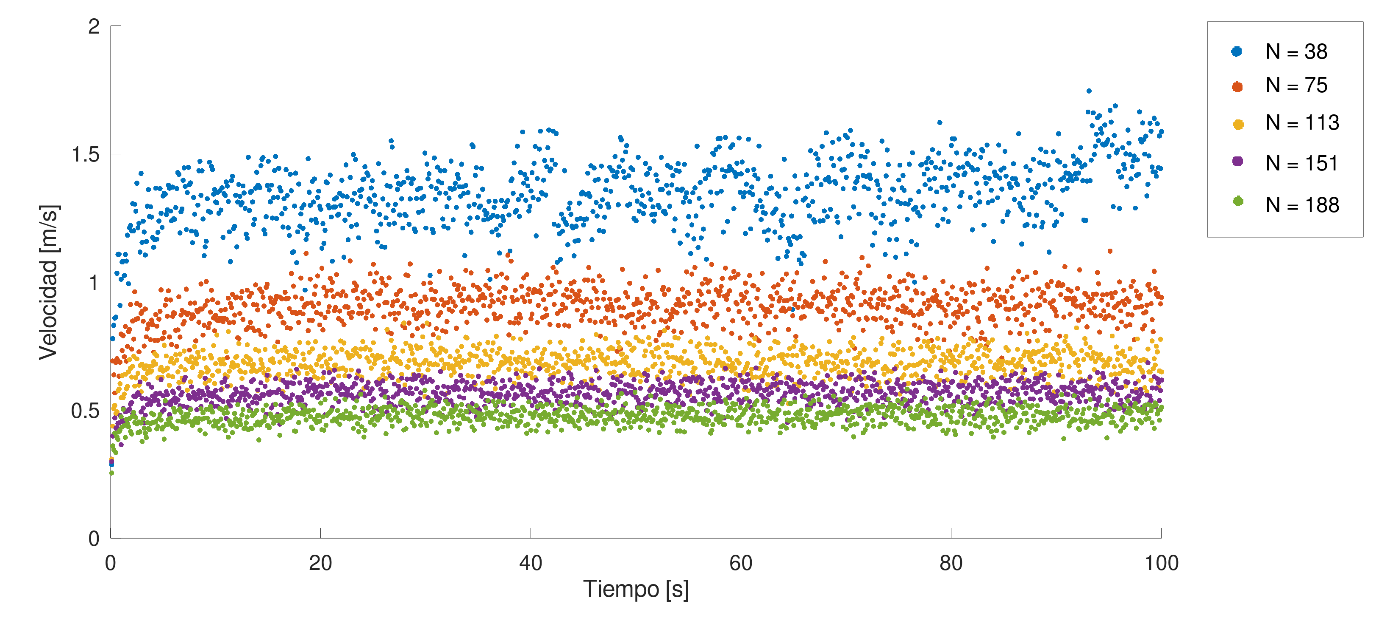 2
1.5
1
0.5
0
0
20
40
60
80
100
Velocidad [m/s]
Tiempo [s]
N = 38
N = 75
N = 113
N = 151
N = 188